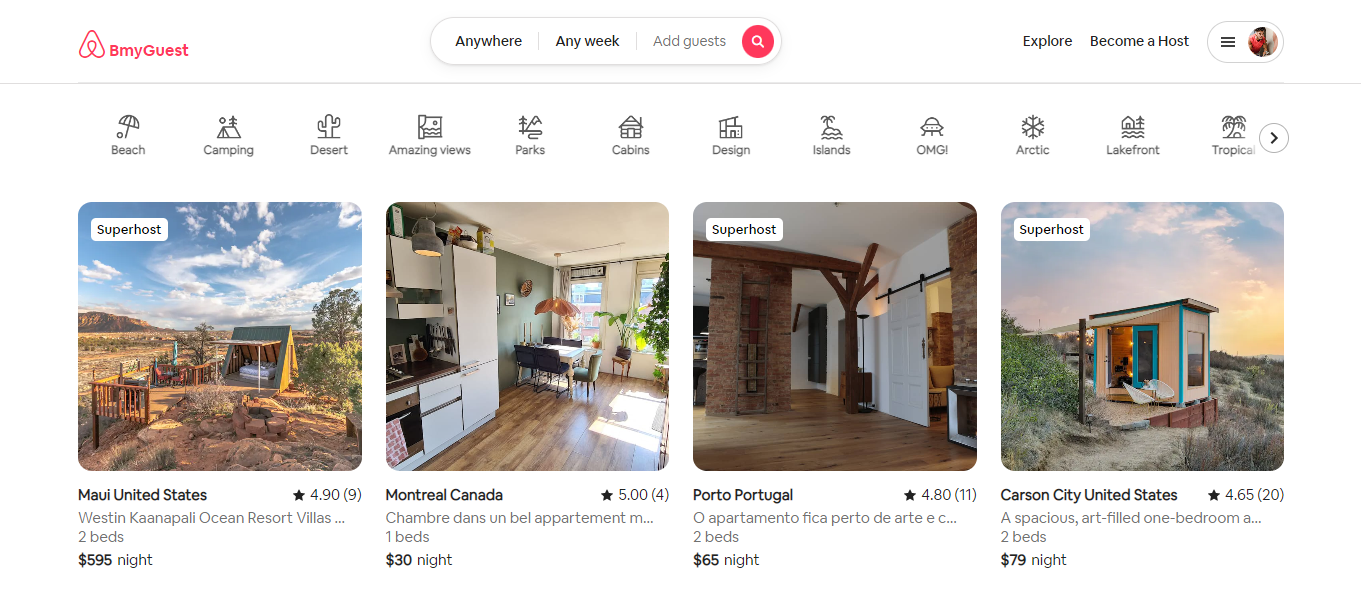 BmyGuest
Anywhere
Any week
Add guests
Explore
Become a Host
Beach
Camping
Desert
Amazing views
Parks
Cabins
Design
Islands
OMG!
Arctic
Lakefront
Tropical
Superhost
Superhost
Superhost
Maui United States
4.90 (9)
Westin Kaanapali Ocean Resort Villas ...
2 beds
$595 night
Montreal Canada
5.00 (4)
Chambre dans un bel appartement m...
1 beds
$30 night
Porto Portugal
4.80 (11)
O apartamento fica perto de arte e c...
2 beds
$65 night
Carson City United States
4.65 (20)
A spacious, art-filled one-bedroom a...
2 beds
$79 night